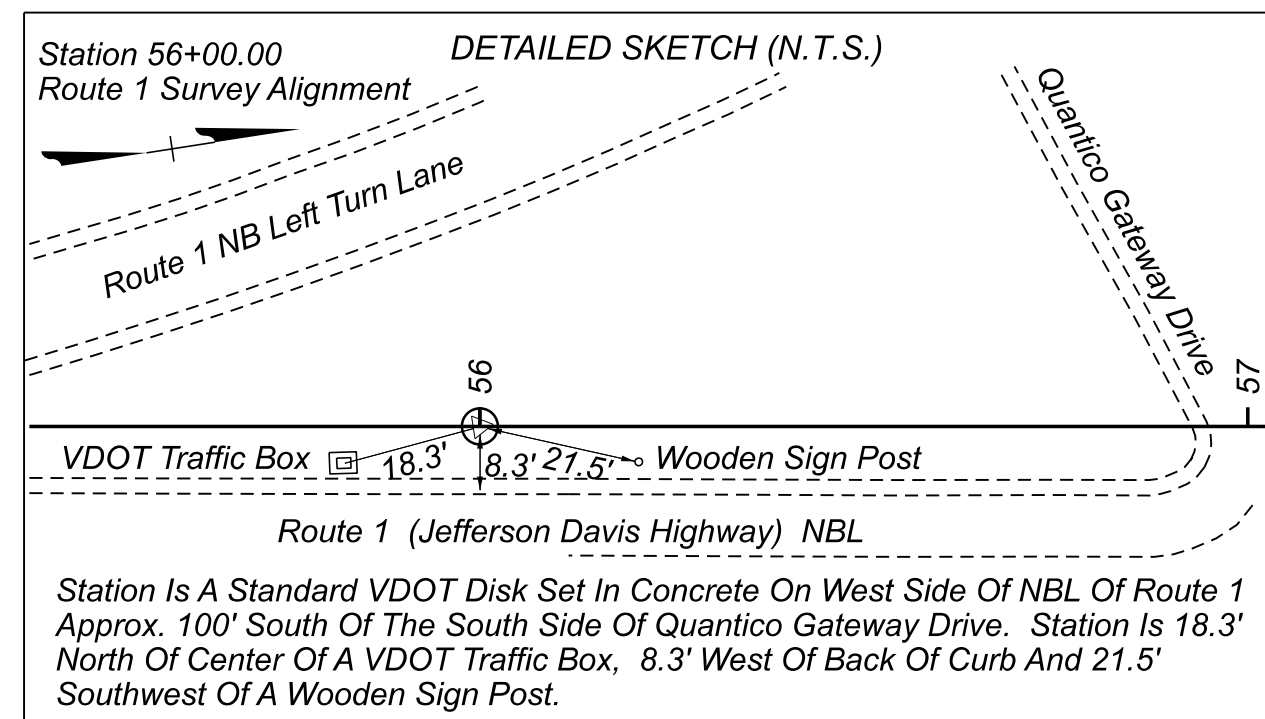 Station 56+00.00
DETAILED SKETCH (N.T.S.)
Route 1 Survey Alignment
Quantico Gateway Drive
Route 1 NB Left Turn Lane
56
57
VDOT Traffic Box
18.3'
8.3'
21.5'
Wooden Sign Post
Route 1 (Jefferson Davis Highway) NBL
Station Is A Standard VDOT Disk Set In Concrete On West Side Of NBL Of Route 1
Approx. 100' South Of The South Side Of Quantico Gateway Drive. Station Is 18.3'
North Of Center Of A VDOT Traffic Box, 8.3' West Of Back Of Curb And 21.5'
Southwest Of A Wooden Sign Post.